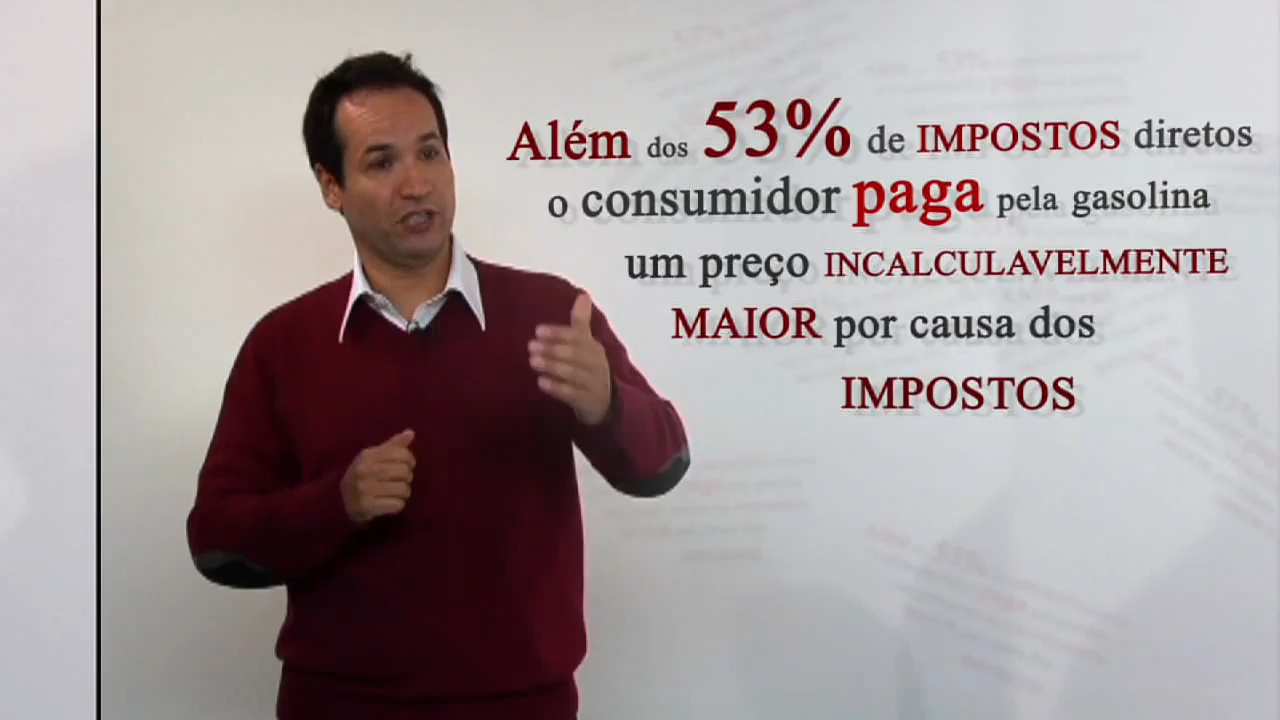 Além dos 53% de IMPOSTOS diretos
o consumidor paga pela gasolina
um preço INCALCULAVELMENTE
MAIOR por causa dos
IMPOSTOS